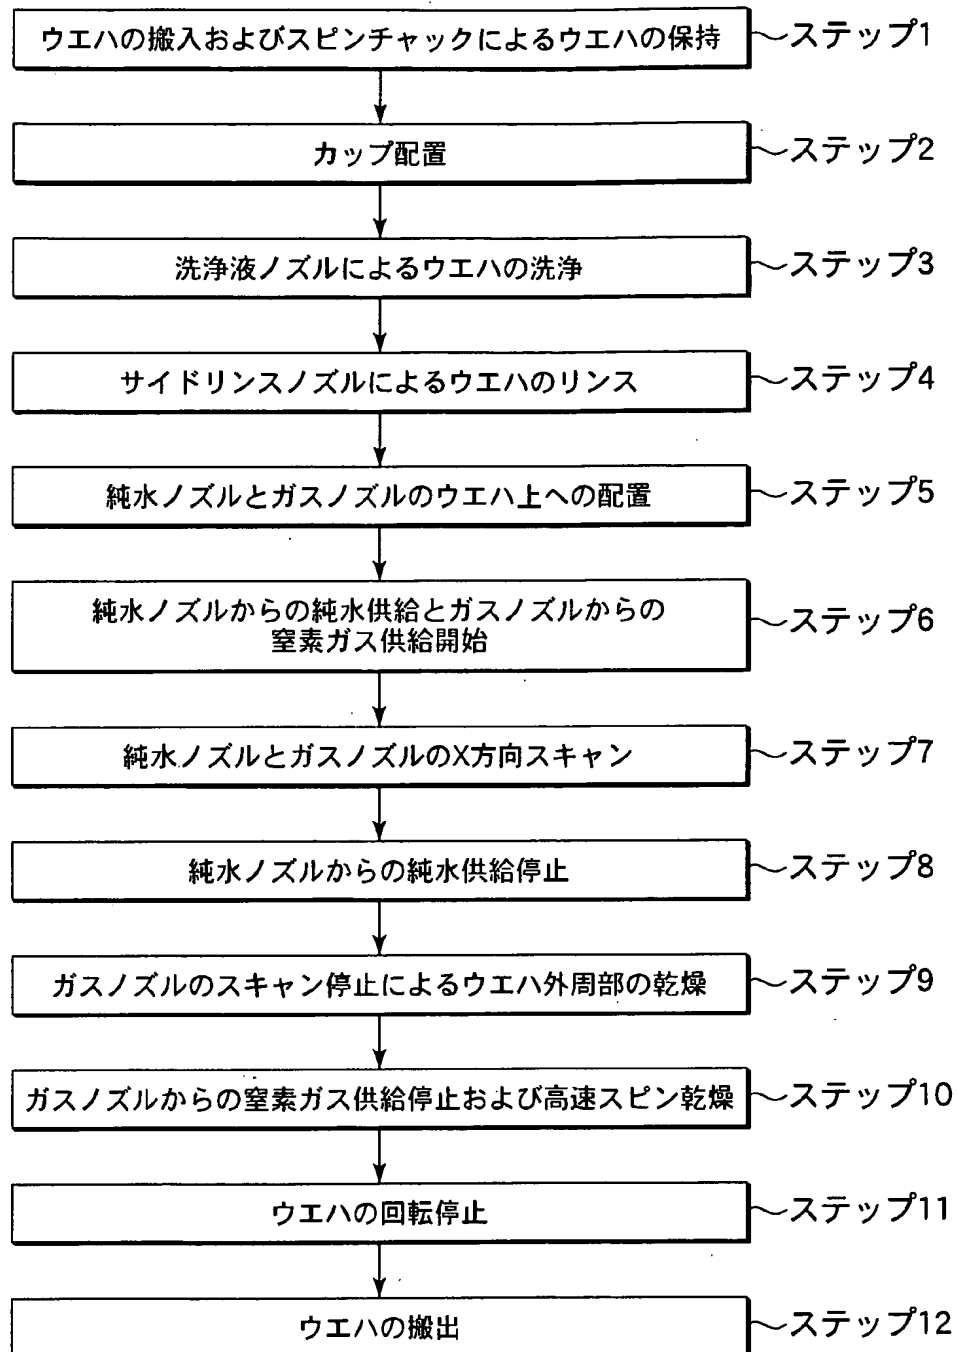 ウエハの搬入およびスピンチャックによるウエハの保持 ステップ1
カップ配置 ステップ2
洗浄液ノズルによるウエハの洗浄 ステップ3
サイドリンスノズルによるウエハのリンス ステップ4
純水ノズルとガスノズルのウエハ上への配置 ステップ5
純水ノズルからの純水供給とガスノズルからの
窒素ガス供給開始 ステップ6
純水ノズルとガスノズルのX方向スキャン ステップ7
純水ノズルからの純水供給停止 ステップ8
ガスノズルのスキャン停止によるウエハ外周部の乾燥 ステップ9
ガスノズルからの窒素ガス供給停止および高速スピン乾燥 ステップ10
ウエハの回転停止 ステップ11
ウエハの搬出 ステップ12